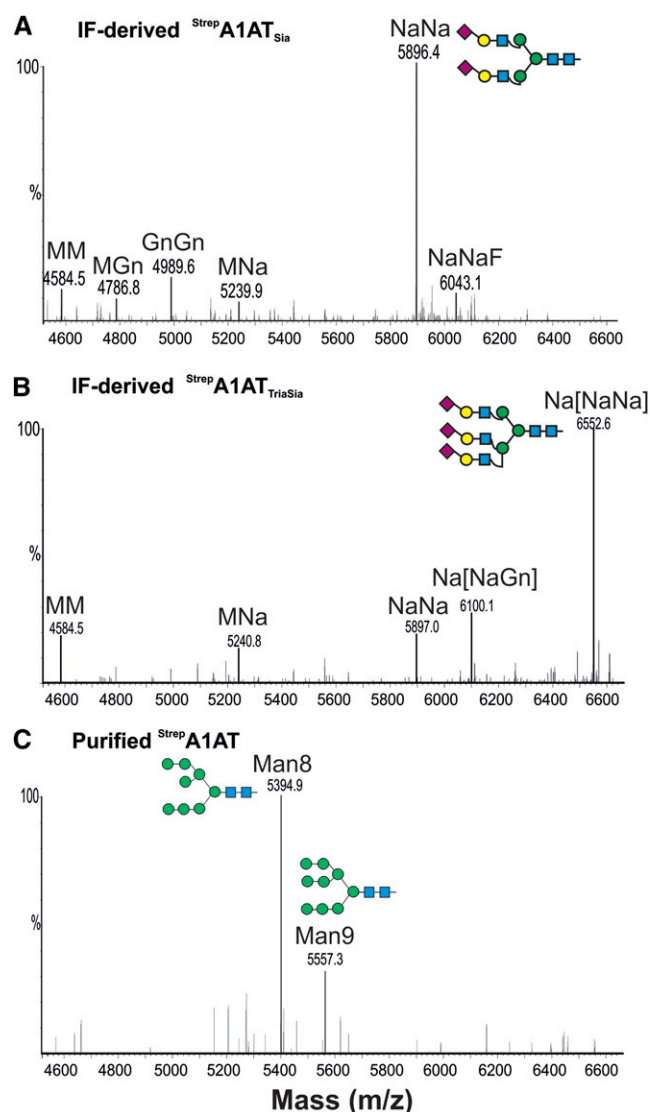 A IF-derived StrepA1ATSia
NaNa
5896.4
100
%
MM
4584.5
MGn
4786.8
GnGn
4989.6
MNa
5239.9
NaNaF
6043.1
4600 4800 5000 5200 5400 5600 5800 6000 6200 6400 6600
B IF-derived StrepA1ATTriaSia
Na[NaNa]
6552.6
100
%
MM
4584.5
MNa
5240.8
NaNa
5897.0
Na[NaGn]
6100.1
4600 4800 5000 5200 5400 5600 5800 6000 6200 6400 6600
C Purified StrepA1AT
Man8
5394.9
100
%
Man9
5557.3
4600 4800 5000 5200 5400 5600 5800 6000 6200 6400 6600
Mass (m/z)